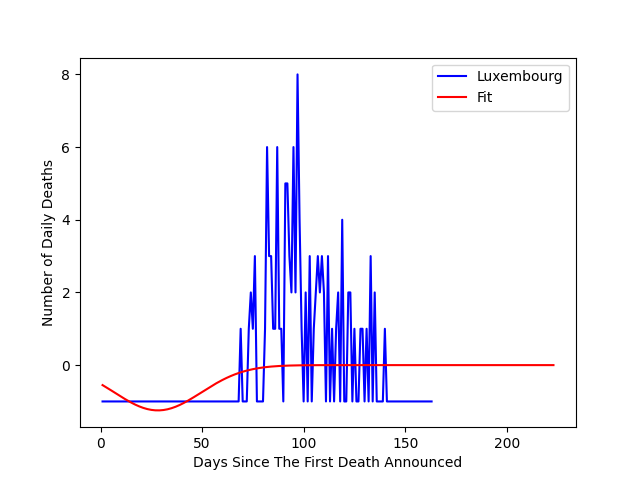 Luxembourg
Fit
Number of Daily Deaths
8
6
4
2
0
0 50 100 150 200
Days Since The First Death Announced